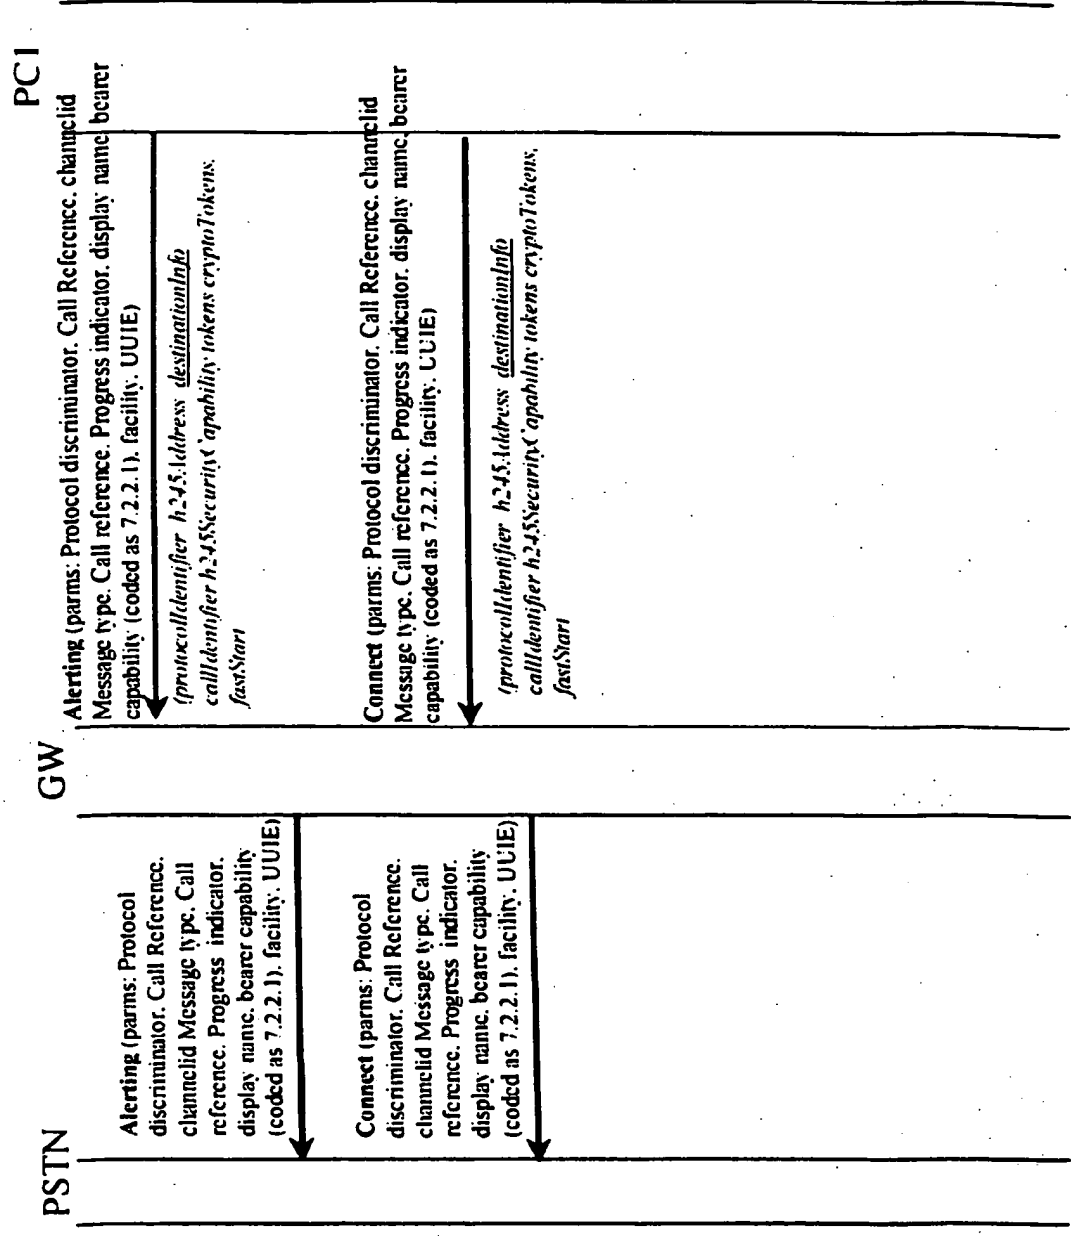 PSTN
GW
PC1
Alerting (parms: Protocol
discriminator. Call Reference.
channelid Message type. Call
reference. Progress indicator.
display name. bearer capability
(coded as 7.2.2.1). facility. UUIE)
Alerting (parms: Protocol discriminator. Call Reference. channelid
Message type. Call reference. Progress indicator. display name. bearer
capability (coded as 7.2.2.1). facility. UUIE)
(protocolIdentifier h245Address destinationInfo
callIdentifier h245SecurityCapability tokens cryptoTokens.
fastStart
Connect (parms: Protocol
discriminator. Call Reference.
channelid Message type. Call
reference. Progress indicator.
display name. bearer capability
(coded as 7.2.2.1). facility. UUIE)
Connect (parms: Protocol discriminator. Call Reference. channelid
Message type. Call reference. Progress indicator. display name. bearer
capability (coded as 7.2.2.1). facility. UUIE)
(protocolIdentifier h245Address destinationInfo
callIdentifier h245SecurityCapability tokens cryptoTokens.
fastStart